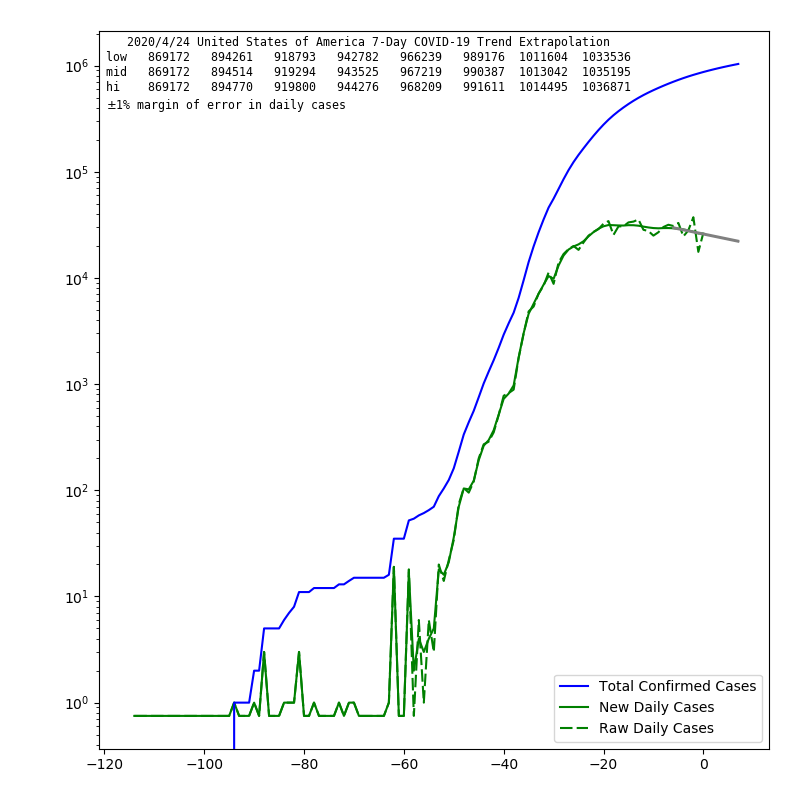 2020/4/24 United States of America 7-Day COVID-19 Trend Extrapolation
low 869172 894261 918793 942782 966239 989176 1011604 1033536
mid 869172 894514 919294 943525 967219 990387 1013042 1035195
hi 869172 894770 919800 944276 968209 991611 1014495 1036871
±1% margin of error in daily cases
10⁶
10⁵
10⁴
10³
10²
10¹
10⁰
Total Confirmed Cases
New Daily Cases
Raw Daily Cases
−120 −100 −80 −60 −40 −20 0